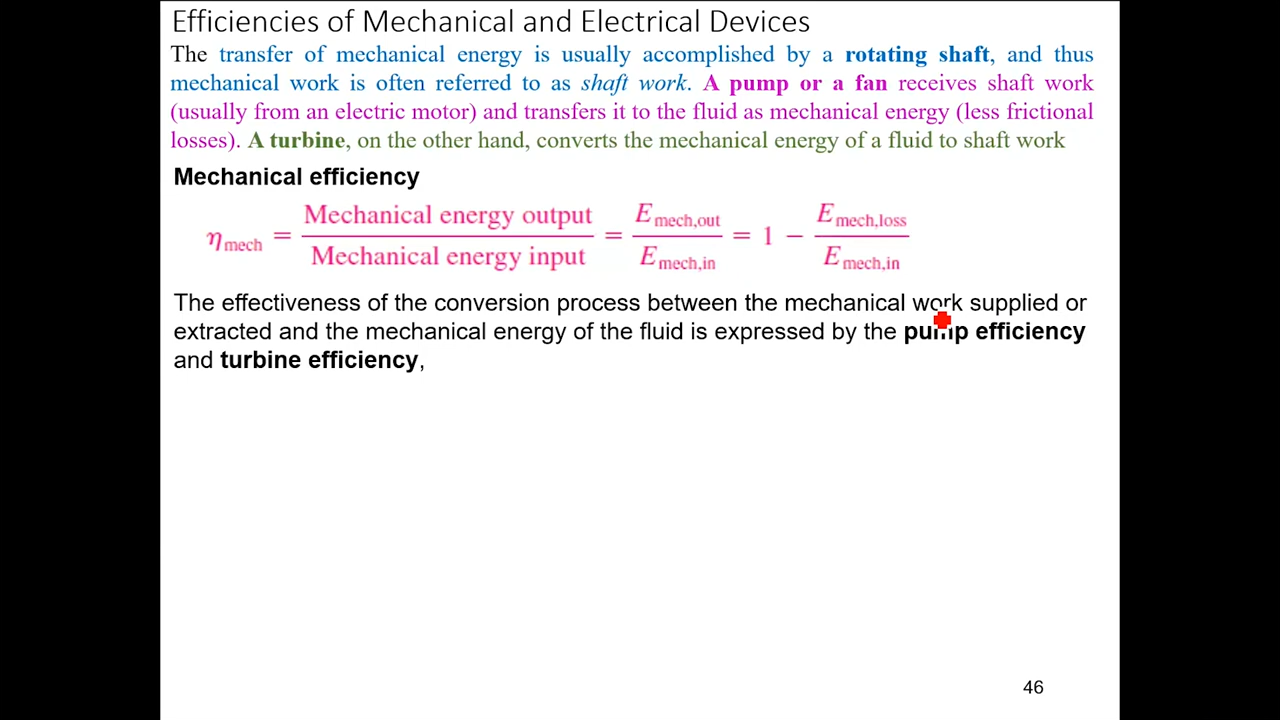 Efficiencies of Mechanical and Electrical Devices
The transfer of mechanical energy is usually accomplished by a rotating shaft, and thus
mechanical work is often referred to as shaft work. A pump or a fan receives shaft work
(usually from an electric motor) and transfers it to the fluid as mechanical energy (less frictional
losses). A turbine, on the other hand, converts the mechanical energy of a fluid to shaft work
Mechanical efficiency
η_mech = Mechanical energy output / Mechanical energy input = E_mech,out / E_mech,in = 1 − E_mech,loss / E_mech,in
The effectiveness of the conversion process between the mechanical work supplied or
extracted and the mechanical energy of the fluid is expressed by the pump efficiency
and turbine efficiency,
46